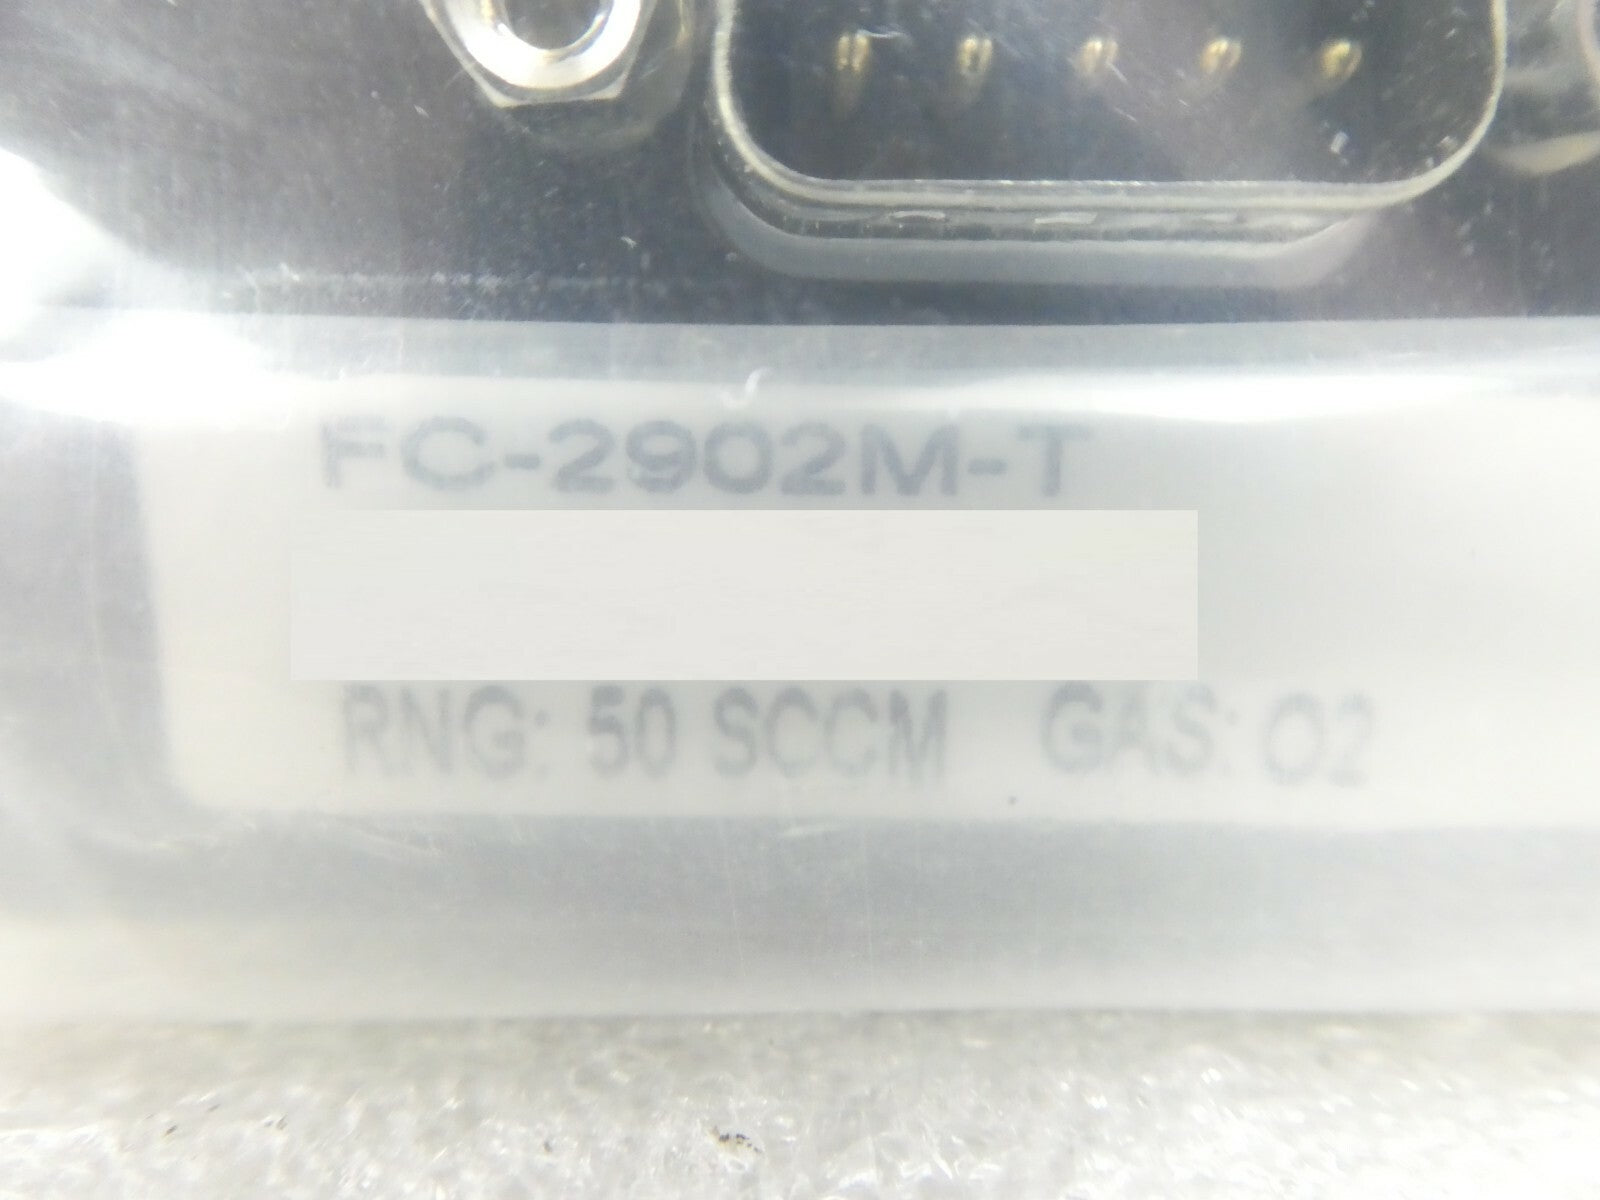 FC-2902M-T
RNG: 50 SCCM GAS: O2